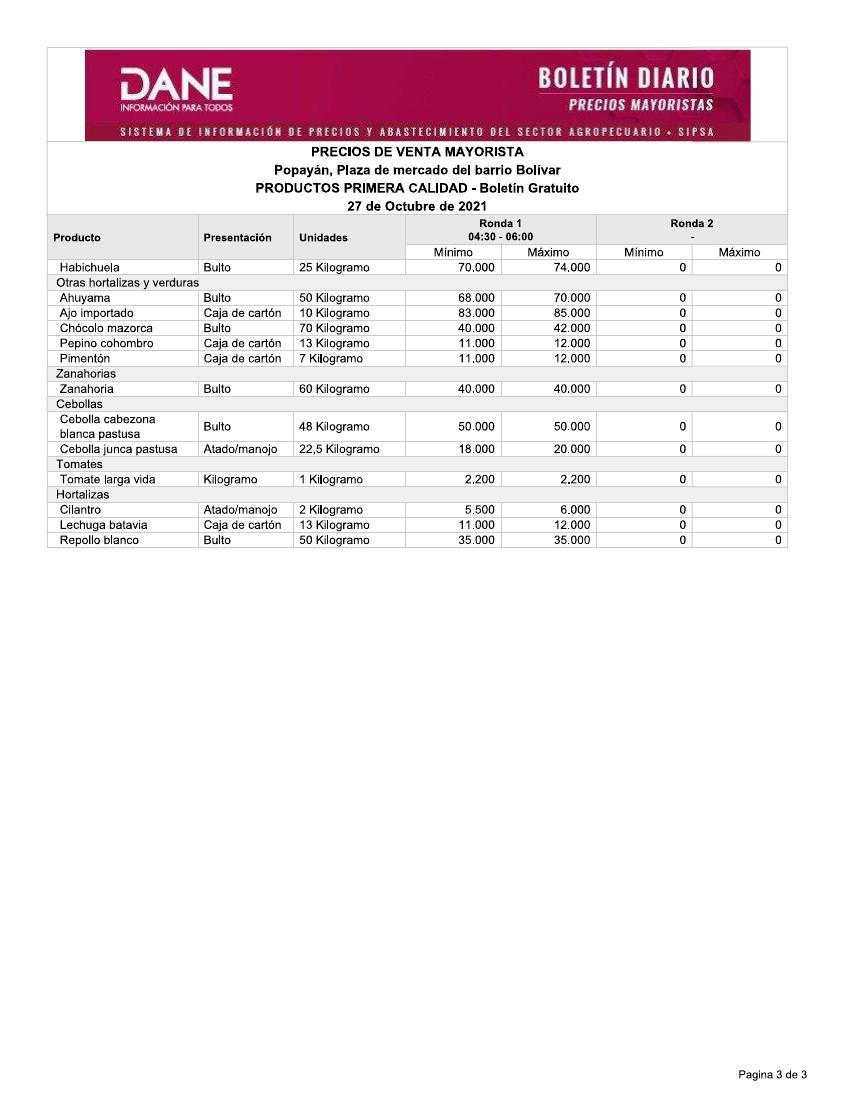 DANE
INFORMACIÓN PARA TODOS
BOLETÍN DIARIO
PRECIOS MAYORISTAS
SISTEMA DE INFORMACIÓN DE PRECIOS Y ABASTECIMIENTO DEL SECTOR AGROPECUARIO • SIPSA
PRECIOS DE VENTA MAYORISTA
Popayán, Plaza de mercado del barrio Bolívar
PRODUCTOS PRIMERA CALIDAD - Boletín Gratuito
27 de Octubre de 2021
Producto Presentación Unidades Ronda 1 Ronda 2
04:30 - 06:00 -
Mínimo Máximo Mínimo Máximo
Habichuela Bulto 25 Kilogramo 70.000 74.000 0 0
Otras hortalizas y verduras
Ahuyama Bulto 50 Kilogramo 68.000 70.000 0 0
Ajo importado Caja de cartón 10 Kilogramo 83.000 85.000 0 0
Chócolo mazorca Bulto 70 Kilogramo 40.000 42.000 0 0
Pepino cohombro Caja de cartón 13 Kilogramo 11.000 12.000 0 0
Pimentón Caja de cartón 7 Kilogramo 11.000 12.000 0 0
Zanahorias
Zanahoria Bulto 60 Kilogramo 40.000 40.000 0 0
Cebollas
Cebolla cabezona
blanca pastusa Bulto 48 Kilogramo 50.000 50.000 0 0
Cebolla junca pastusa Atado/manojo 22,5 Kilogramo 18.000 20.000 0 0
Tomates
Tomate larga vida Kilogramo 1 Kilogramo 2.200 2.200 0 0
Hortalizas
Cilantro Atado/manojo 2 Kilogramo 5.500 6.000 0 0
Lechuga batavia Caja de cartón 13 Kilogramo 11.000 12.000 0 0
Repollo blanco Bulto 50 Kilogramo 35.000 35.000 0 0
Pagina 3 de 3